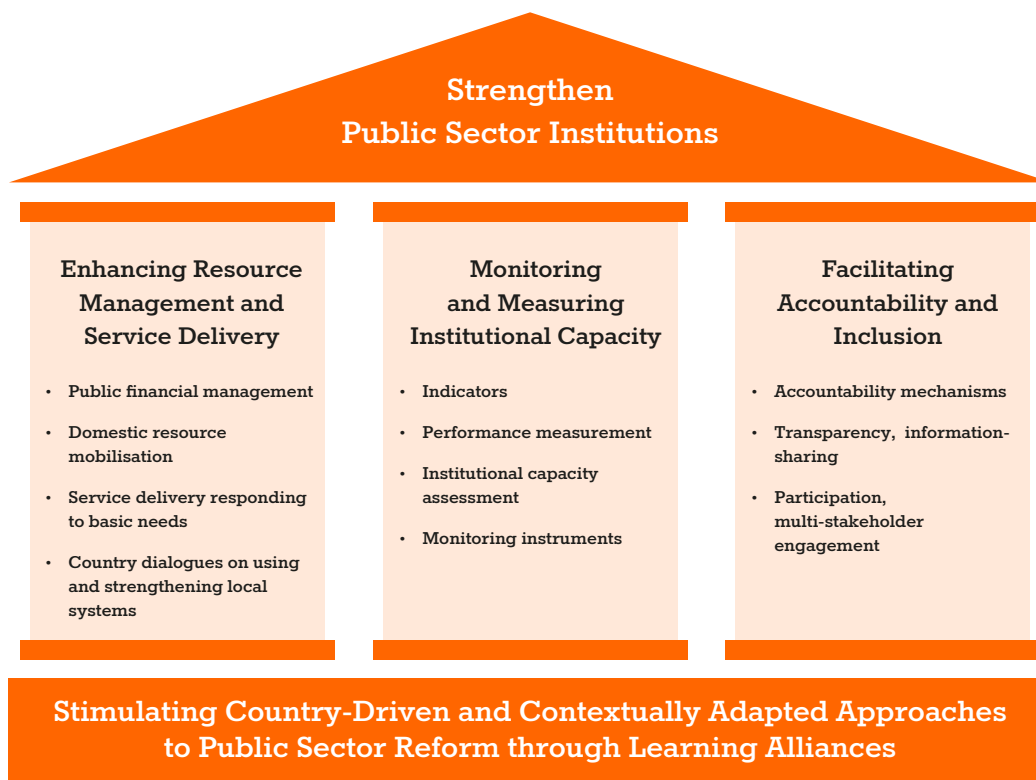 Strengthen
Public Sector Institutions
Enhancing Resource
Management and
Service Delivery
• Public financial management
• Domestic resource
mobilisation
• Service delivery responding
to basic needs
• Country dialogues on using
and strengthening local
systems
Monitoring
and Measuring
Institutional Capacity
• Indicators
• Performance measurement
• Institutional capacity
assessment
• Monitoring instruments
Facilitating
Accountability and
Inclusion
• Accountability mechanisms
• Transparency, information-
sharing
• Participation,
multi-stakeholder
engagement
Stimulating Country-Driven and Contextually Adapted Approaches
to Public Sector Reform through Learning Alliances